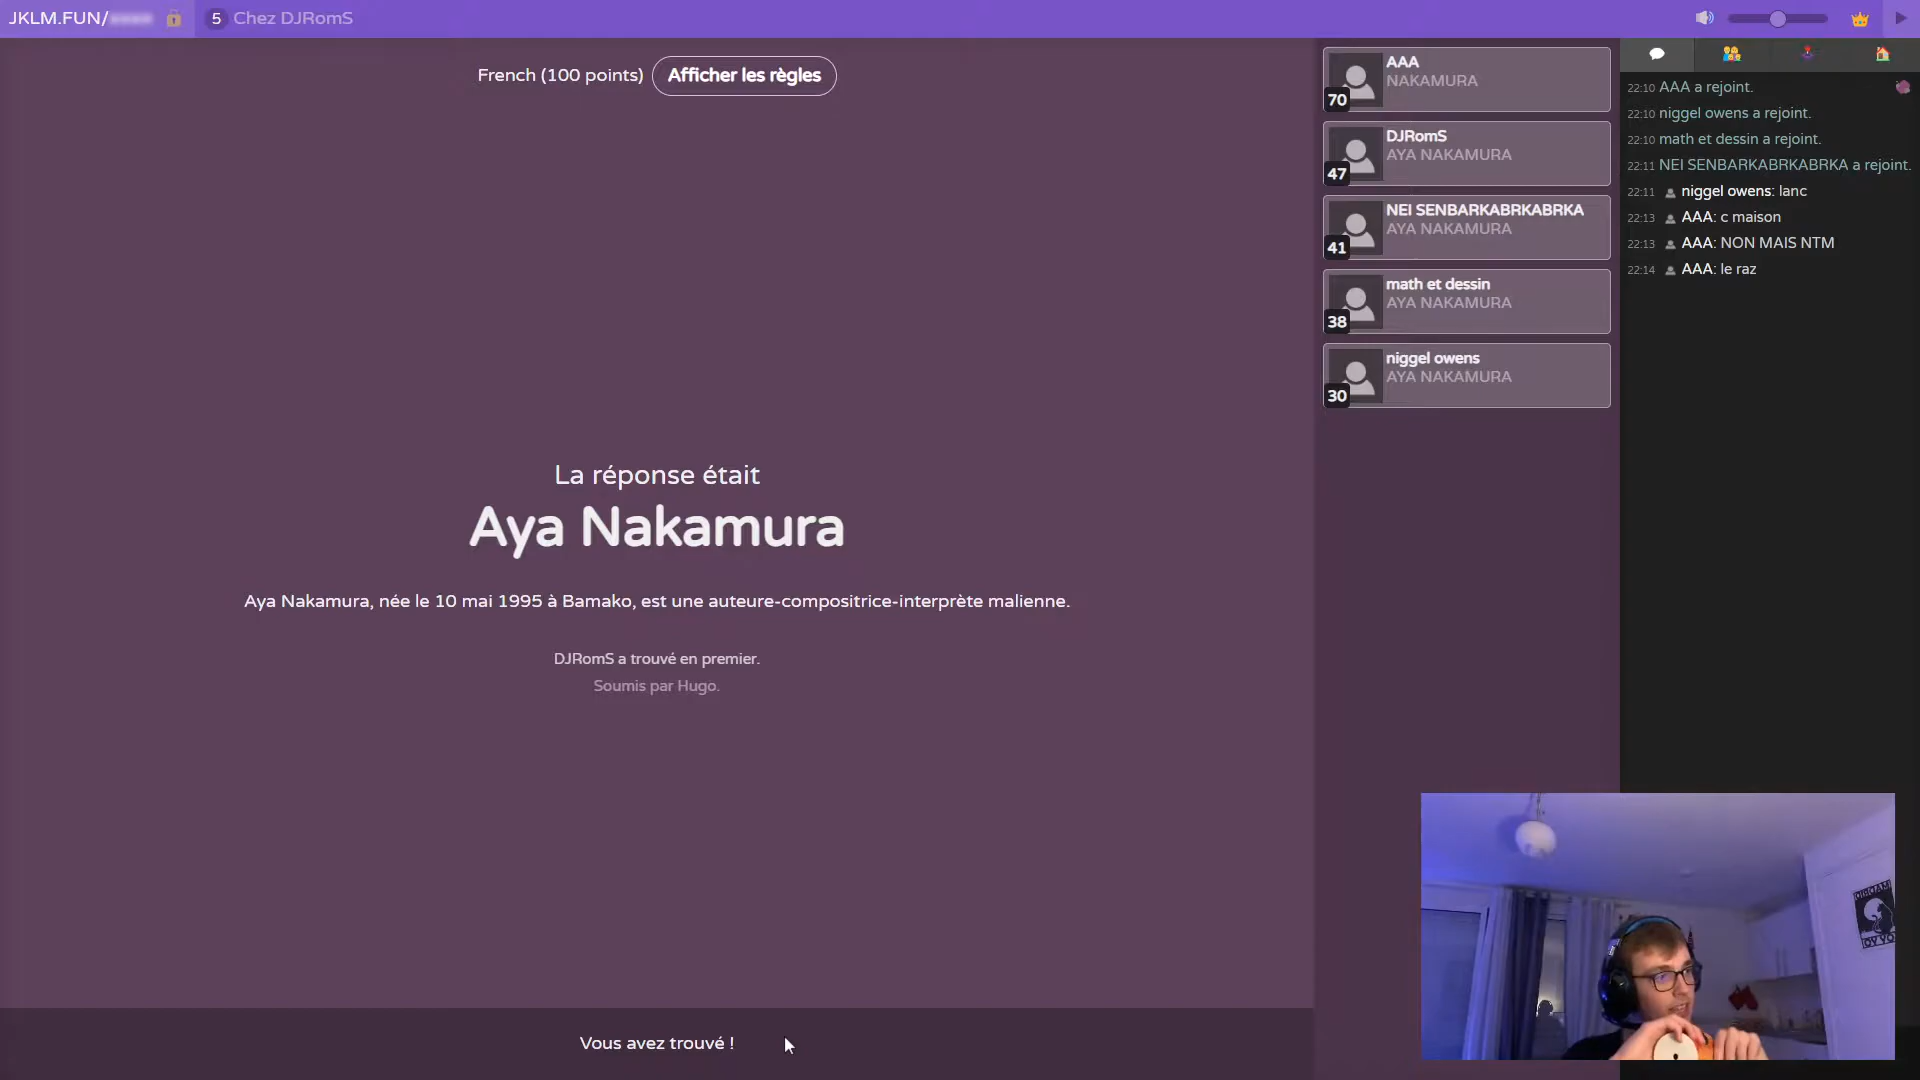 JKLM.FUN/
5 Chez DJRomS
French (100 points) Afficher les règles
La réponse était
Aya Nakamura
Aya Nakamura, née le 10 mai 1995 à Bamako, est une auteure-compositrice-interprète malienne.
DJRomS a trouvé en premier.
Soumis par Hugo.
Vous avez trouvé !
AAA
NAKAMURA
70
DJRomS
AYA NAKAMURA
47
NEI SENBARKABRKABRKA
AYA NAKAMURA
41
math et dessin
AYA NAKAMURA
38
niggel owens
AYA NAKAMURA
30
22:10 AAA a rejoint.
22:10 niggel owens a rejoint.
22:10 math et dessin a rejoint.
22:11 NEI SENBARKABRKABRKA a rejoint.
22:11 niggel owens: lanc
22:13 AAA: c maison
22:13 AAA: NON MAIS NTM
22:14 AAA: le raz